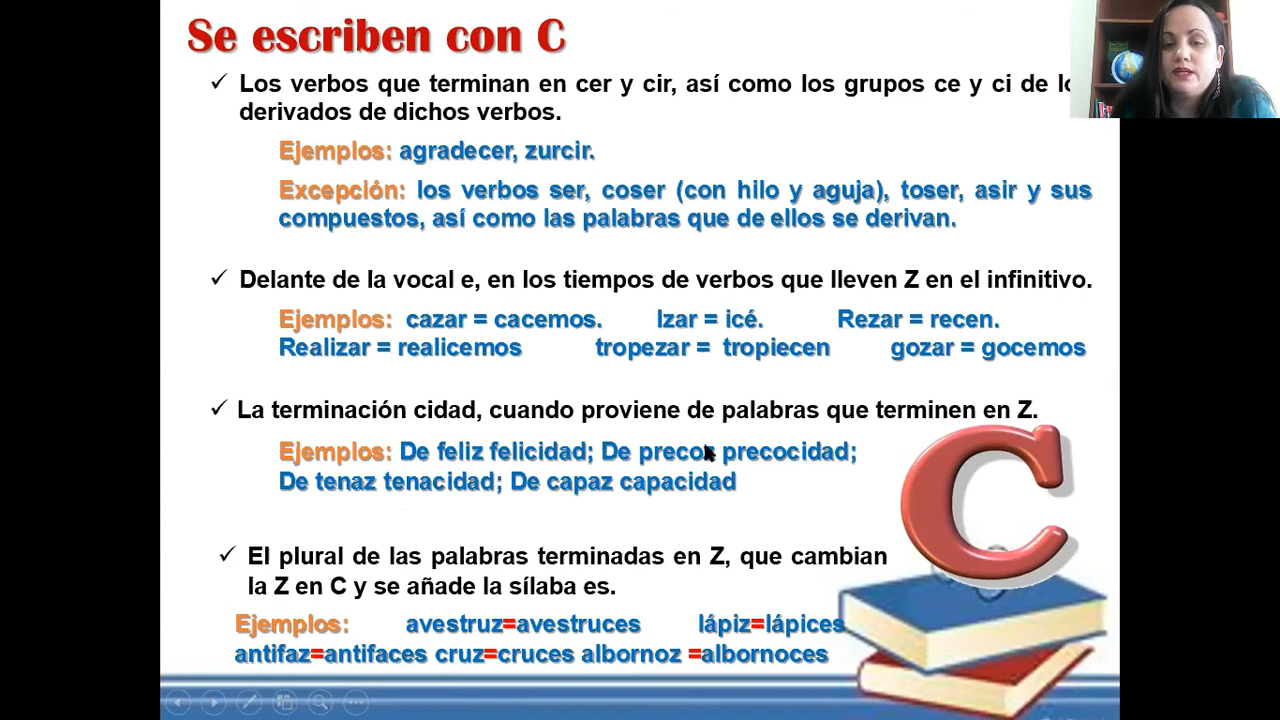 Se escriben con C
Los verbos que terminan en cer y cir, así como los grupos ce y ci de
derivados de dichos verbos.
Ejemplos: agradecer, zurcir.
Excepción: los verbos ser, coser (con hilo y aguja), toser, asir y sus
compuestos, así como las palabras que de ellos se derivan.
Delante de la vocal e, en los tiempos de verbos que lleven Z en el infinitivo.
Ejemplos: cazar = cacemos. Izar = icé. Rezar = recen.
Realizar = realicemos tropezar = tropiecen gozar = gocemos
La terminación cidad, cuando proviene de palabras que terminen en Z.
Ejemplos: De feliz felicidad; De precoz precocidad;
De tenaz tenacidad; De capaz capacidad
El plural de las palabras terminadas en Z, que cambian
la Z en C y se añade la sílaba es.
Ejemplos: avestruz=avestruces lápiz=lápices
antifaz=antifaces cruz=cruces albornoz =albornoces
C